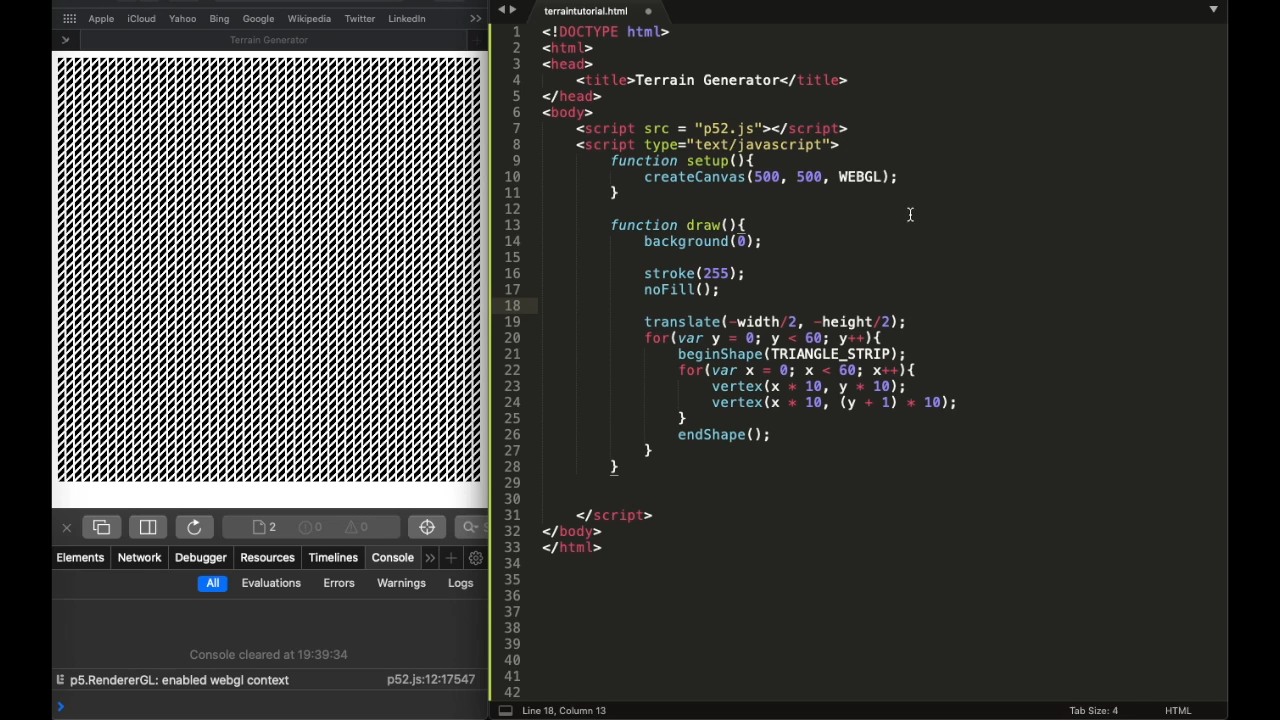 Apple iCloud Yahoo Bing Google Wikipedia Twitter LinkedIn >>
Terrain Generator +
2 0 0 S
Elements Network Debugger Resources Timelines Console >> +
All Evaluations Errors Warnings Logs
Console cleared at 19:39:34
E p5.RendererGL: enabled webgl context p52.js:12:17547
>
terraintutorial.html
1 <!DOCTYPE html>
2 <html>
3 <head>
4 <title>Terrain Generator</title>
5 </head>
6 <body>
7 <script src = "p52.js"></script>
8 <script type="text/javascript">
9 function setup(){
10 createCanvas(500, 500, WEBGL);
11 }
12
13 function draw(){
14 background(0);
15
16 stroke(255);
17 noFill();
18
19 translate(-width/2, -height/2);
20 for(var y = 0; y < 60; y++){
21 beginShape(TRIANGLE_STRIP);
22 for(var x = 0; x < 60; x++){
23 vertex(x * 10, y * 10);
24 vertex(x * 10, (y + 1) * 10);
25 }
26 endShape();
27 }
28 }
29
30
31 </script>
32 </body>
33 </html>
34
35
36
37
38
39
40
41
42
Line 18, Column 13 Tab Size: 4 HTML